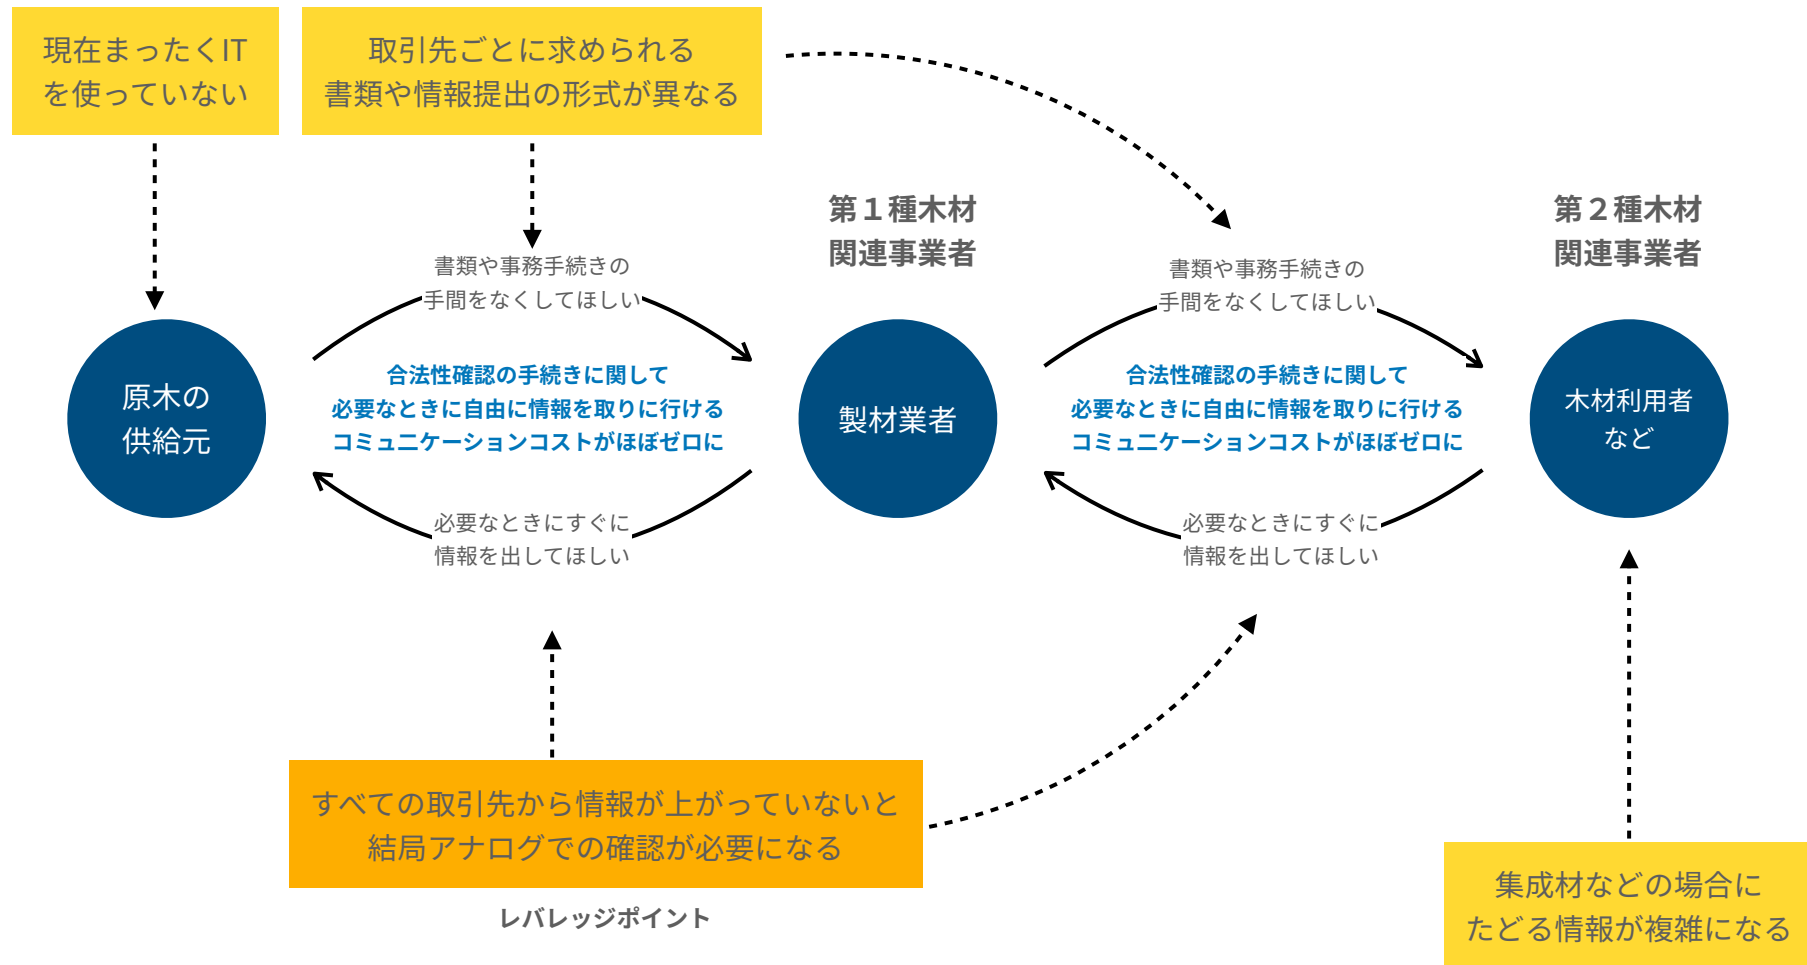 現在まったくIT
を使っていない
取引先ごとに求められる
書類や情報提出の形式が異なる
第１種木材
関連事業者
第２種木材
関連事業者
書類や事務手続きの
手間をなくしてほしい
書類や事務手続きの
手間をなくしてほしい
原木の
供給元
合法性確認の手続きに関して
必要なときに自由に情報を取りに行ける
コミュニケーションコストがほぼゼロに
製材業者
合法性確認の手続きに関して
必要なときに自由に情報を取りに行ける
コミュニケーションコストがほぼゼロに
木材利用者
など
必要なときにすぐに
情報を出してほしい
必要なときにすぐに
情報を出してほしい
すべての取引先から情報が上がっていないと
結局アナログでの確認が必要になる
レバレッジポイント
集成材などの場合に
たどる情報が複雑になる